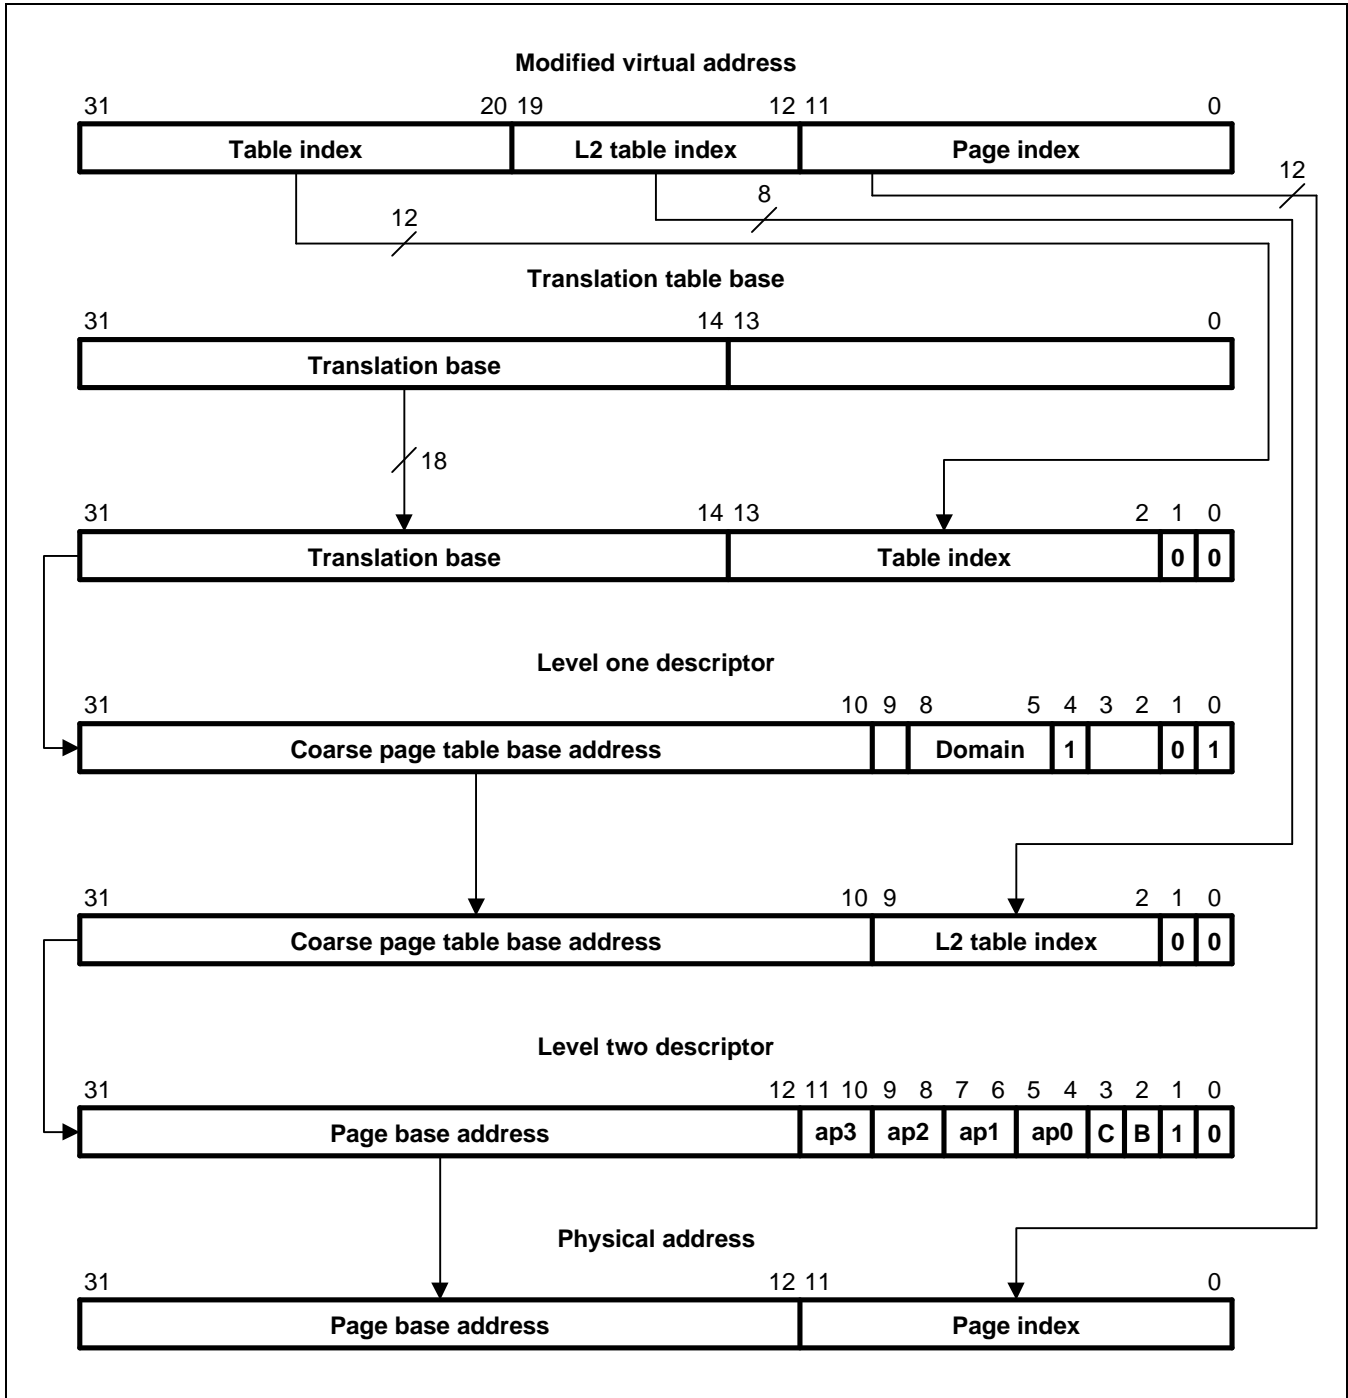 Modified virtual address
31 20 19 12 11 0
Table index L2 table index Page index
12
8
12
Translation table base
31 14 13 0
Translation base
18
31 14 13 2 1 0
Translation base Table index 0 0
Level one descriptor
31 10 9 8 5 4 3 2 1 0
Coarse page table base address Domain 1 0 1
31 10 9 2 1 0
Coarse page table base address L2 table index 0 0
Level two descriptor
31 12 11 10 9 8 7 6 5 4 3 2 1 0
Page base address ap3 ap2 ap1 ap0 C B 1 0
Physical address
31 12 11 0
Page base address Page index